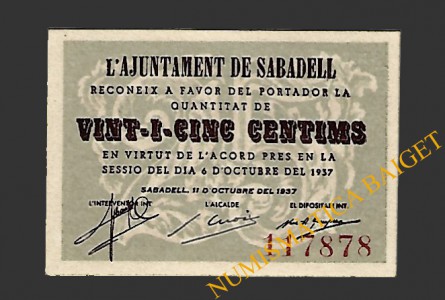 L'AJUNTAMENT DE SABADELL
RECONEIX A FAVOR DEL PORTADOR LA
QUANTITAT DE
VINT-I-CINC CENTIMS
EN VIRTUT DE L'ACORD PRES EN LA
SESSIO DEL DIA 6 D'OCTUBRE DEL 1937
SABADELL, 11 D'OCTUBRE DEL 1937
L'INTERVENTOR INT. L'ALCALDE EL DIPOSITARI INT.
117878
NUMISMATICA BAIGET